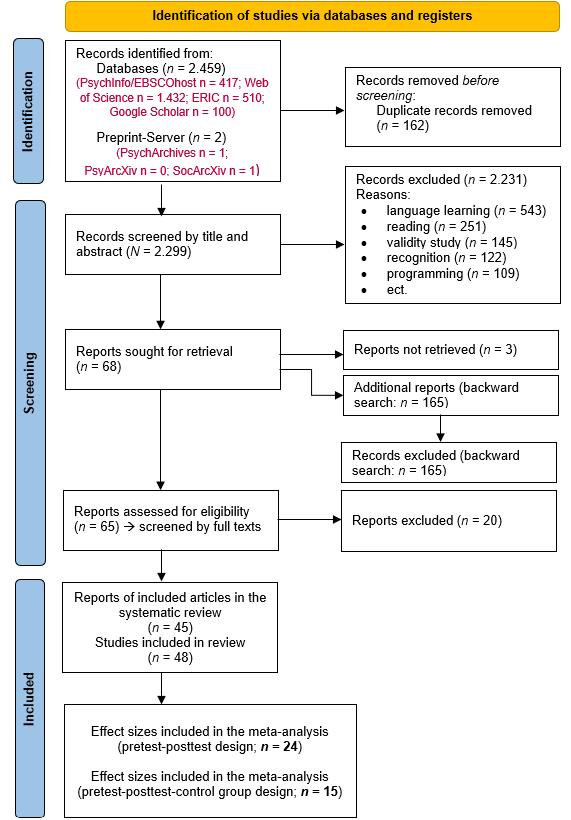 Identification of studies via databases and registers
Identification
Records identified from:
Databases (n = 2.459)
(PsychInfo/EBSCOhost n = 417; Web
of Science n = 1.432; ERIC n = 510;
Google Scholar n = 100)
Preprint-Server (n = 2)
(PsychArchives n = 1;
PsyArcXiv n = 0; SocArcXiv n = 1)
Records removed before
screening:
Duplicate records removed
(n = 162)
Screening
Records screened by title and
abstract (N = 2.299)
Records excluded (n = 2.231)
Reasons:
• language learning (n = 543)
• reading (n = 251)
• validity study (n = 145)
• recognition (n = 122)
• programming (n = 109)
• ect.
Reports sought for retrieval
(n = 68)
Reports not retrieved (n = 3)
Additional reports (backward
search: n = 165)
Records excluded (backward
search: n = 165)
Reports assessed for eligibility
(n = 65) → screened by full texts
Reports excluded (n = 20)
Included
Reports of included articles in the
systematic review
(n = 45)
Studies included in review
(n = 48)
Effect sizes included in the meta-analysis
(pretest-posttest design; n = 24)
Effect sizes included in the meta-analysis
(pretest-posttest-control group design; n = 15)